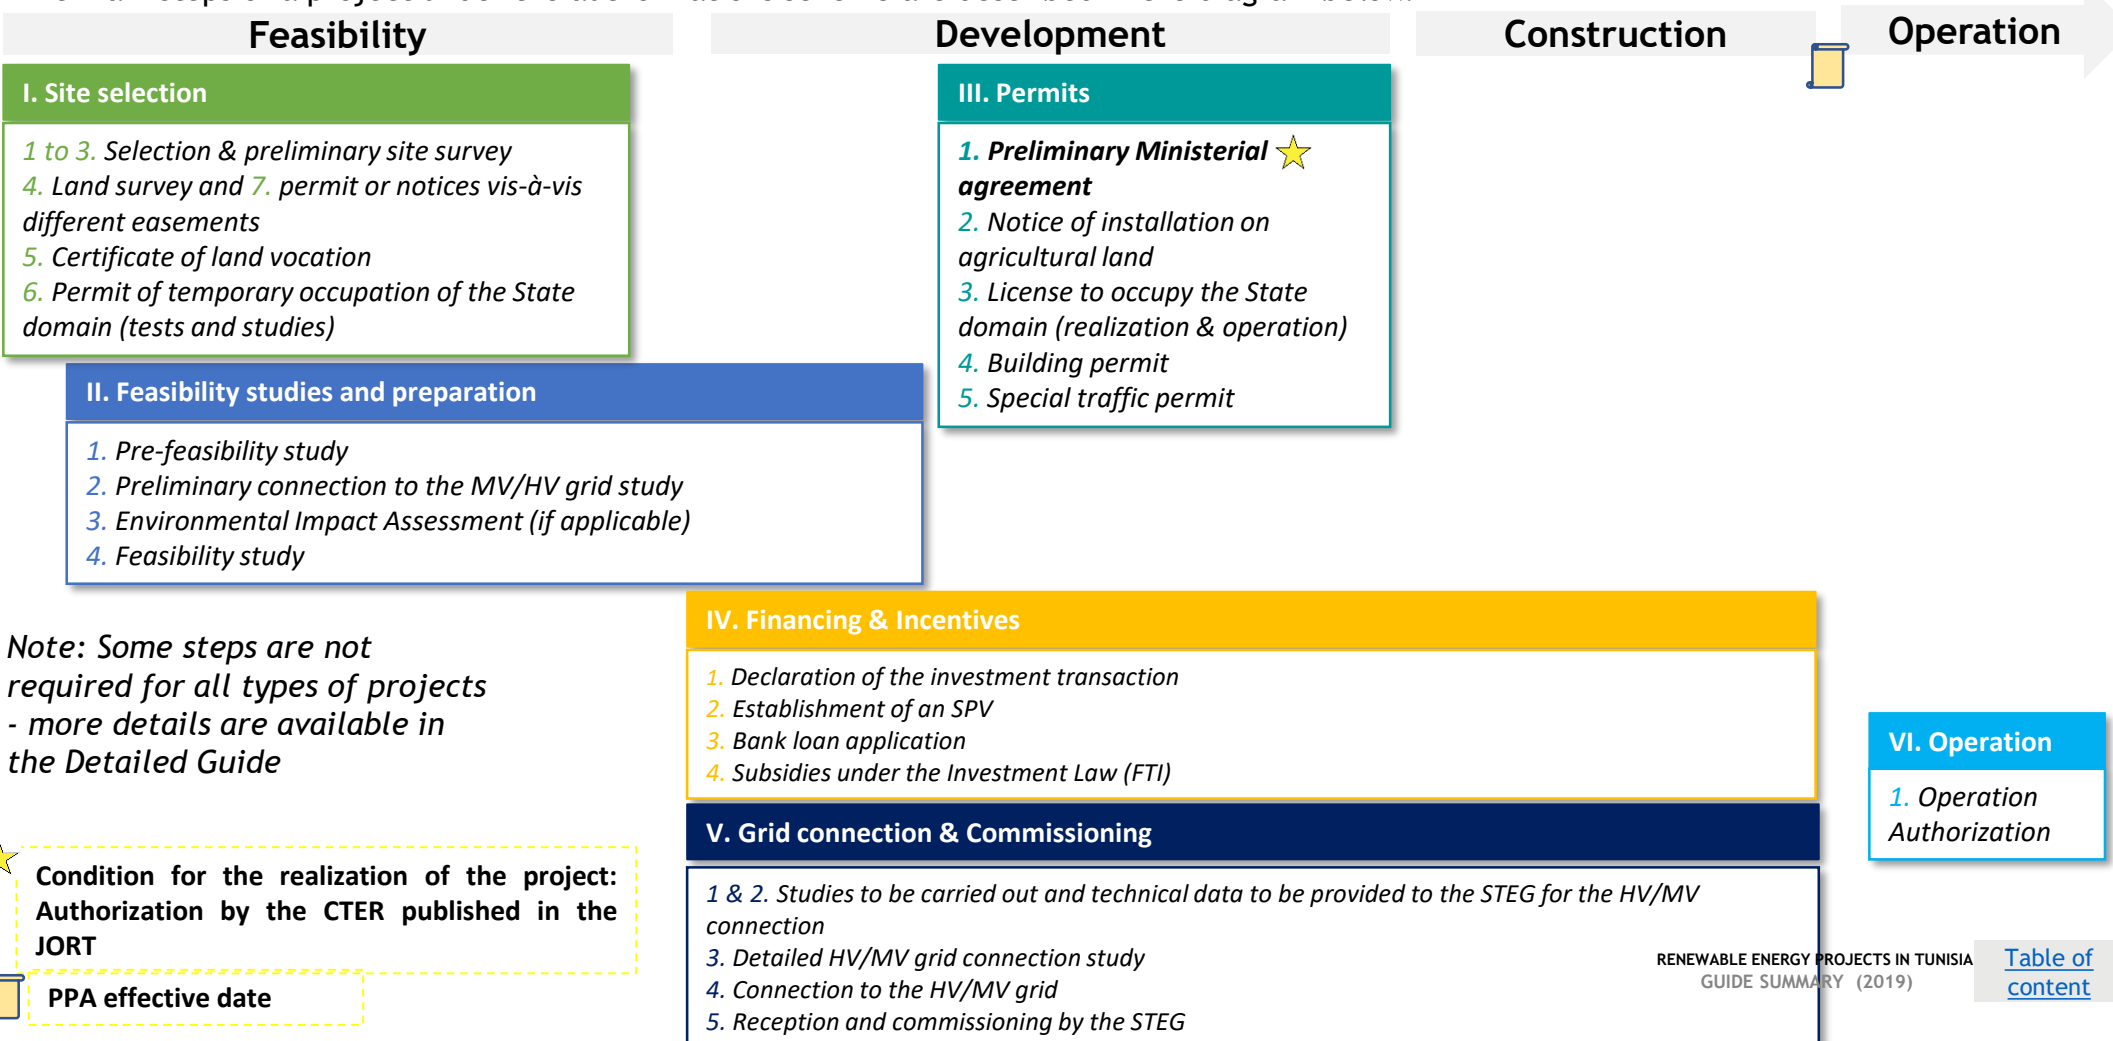 Feasibility
Development
Construction
Operation
I. Site selection
1 to 3. Selection & preliminary site survey
4. Land survey and 7. permit or notices vis-à-vis
different easements
5. Certificate of land vocation
6. Permit of temporary occupation of the State
domain (tests and studies)
III. Permits
1. Preliminary Ministerial
agreement
2. Notice of installation on
agricultural land
3. License to occupy the State
domain (realization & operation)
4. Building permit
5. Special traffic permit
II. Feasibility studies and preparation
1. Pre-feasibility study
2. Preliminary connection to the MV/HV grid study
3. Environmental Impact Assessment (if applicable)
4. Feasibility study
Note: Some steps are not
required for all types of projects
- more details are available in
the Detailed Guide
IV. Financing & Incentives
1. Declaration of the investment transaction
2. Establishment of an SPV
3. Bank loan application
4. Subsidies under the Investment Law (FTI)
VI. Operation
1. Operation
Authorization
V. Grid connection & Commissioning
1 & 2. Studies to be carried out and technical data to be provided to the STEG for the HV/MV
connection
3. Detailed HV/MV grid connection study
4. Connection to the HV/MV grid
5. Reception and commissioning by the STEG
Condition for the realization of the project:
Authorization by the CTER published in the
JORT
PPA effective date
RENEWABLE ENERGY PROJECTS IN TUNISIA
GUIDE SUMMARY (2019)
Table of
content